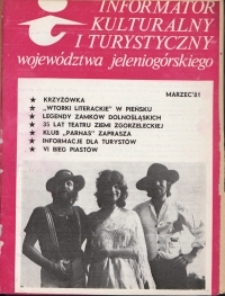 INFORMATOR
KULTURALNY
I TURYSTYCZNY
województwa jeleniogórskiego
MARZEC'81
★ KRZYŻÓWKA
★ „WTORKI LITERACKIE" W PIEŃSKU
★ LEGENDY ZAMKÓW DOLNOŚLĄSKICH
★ 35 LAT TEATRU ZIEMI ZGORZELECKIEJ
★ KLUB „PARNAS" ZAPRASZA
★ INFORMACJE DLA TURYSTÓW
★ VI BIEG PIASTÓW